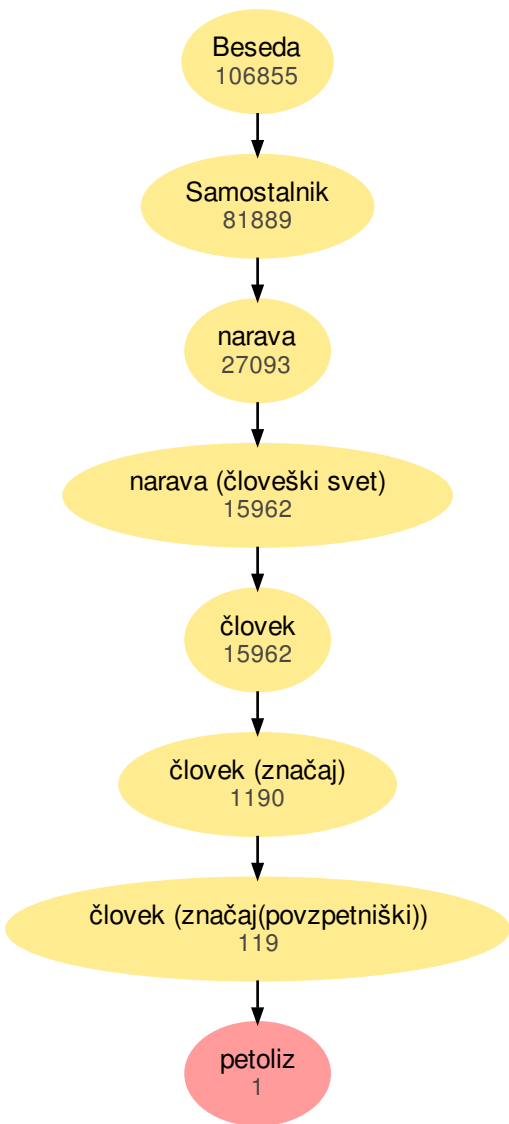 Beseda
106855
Samostalnik
81889
narava
27093
narava (človeški svet)
15962
človek
15962
človek (značaj)
1190
človek (značaj(povzpetniški))
119
petoliz
1